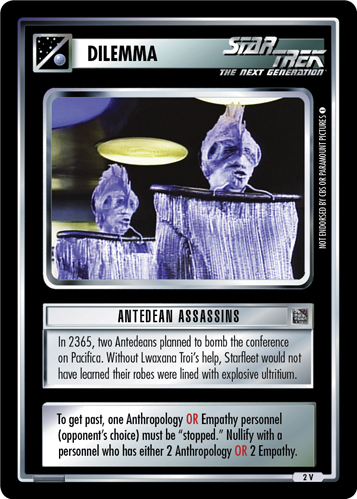 DILEMMA
STAR TREK
THE NEXT GENERATION
NOT ENDORSED BY CBS OR PARAMOUNT PICTURES
ANTEDEAN ASSASSINS
In 2365, two Antedeans planned to bomb the conference
on Pacifica. Without Lwaxana Troi's help, Starfleet would not
have learned their robes were lined with explosive ultritium.
To get past, one Anthropology OR Empathy personnel
(opponent's choice) must be "stopped." Nullify with a
personnel who has either 2 Anthropology OR 2 Empathy.
2 V